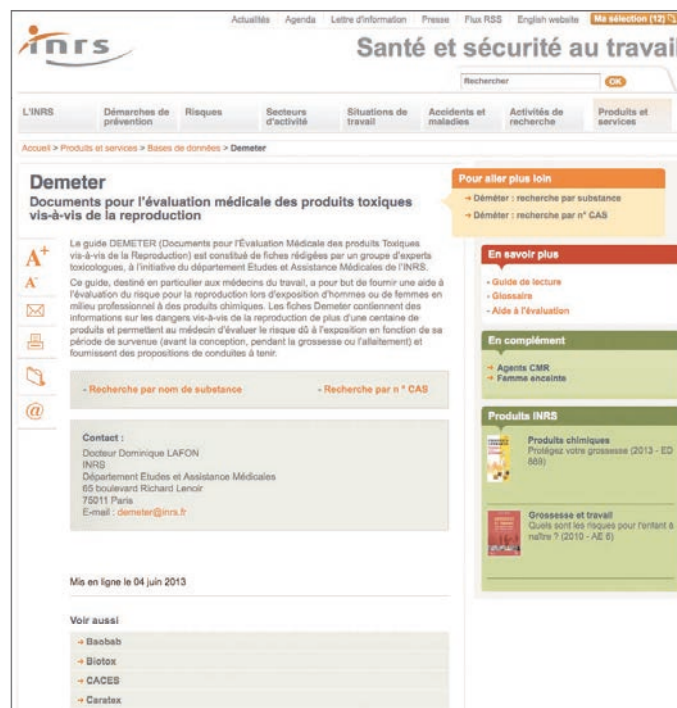 Actualités Agenda Lettre d'information Presse Flux RSS English website Ma sélection (12)
inrs
Santé et sécurité au travail
Rechercher OK
L'INRS Démarches de prévention Risques Secteurs d'activité Situations de travail Accidents et maladies Activités de recherche Produits et services
Accueil > Produits et services > Bases de données > Demeter
Demeter
Documents pour l'évaluation médicale des produits toxiques
vis-à-vis de la reproduction
Pour aller plus loin
→ Déméter : recherche par substance
→ Déméter : recherche par n° CAS
A+
A-
@
Le guide DEMETER (Documents pour l'Évaluation Médicale des produits Toxiques
vis-à-vis de la Reproduction) est constitué de fiches rédigées par un groupe d'experts
toxicologues, à l'initiative du département Études et Assistance Médicales de l'INRS.
Ce guide, destiné en particulier aux médecins du travail, a pour but de fournir une aide à
l'évaluation du risque pour la reproduction lors d'exposition d'hommes ou de femmes en
milieu professionnel à des produits chimiques. Les fiches Demeter contiennent des
informations sur les dangers vis-à-vis de la reproduction de plus d'une centaine de
produits et permettent au médecin d'évaluer le risque dû à l'exposition en fonction de sa
période de survenue (avant la conception, pendant la grossesse ou l'allaitement) et
fournissent des propositions de conduites à tenir.
- Recherche par nom de substance - Recherche par n ° CAS
Contact :
Docteur Dominique LAFON
INRS
Département Études et Assistance Médicales
65 boulevard Richard Lenoir
75011 Paris
E-mail : demeter@inrs.fr
Mis en ligne le 04 juin 2013
Voir aussi
→ Baobab
→ Biotox
→ CACES
→ Caratex
En savoir plus
- Guide de lecture
- Glossaire
- Aide à l'évaluation
En complément
→ Agents CMR
→ Femme enceinte
Produits INRS
Produits chimiques
Protégez votre grossesse (2013 - ED
889)
Grossesse et travail
Quels sont les risques pour l'enfant à
naître ? (2010 - AE 6)